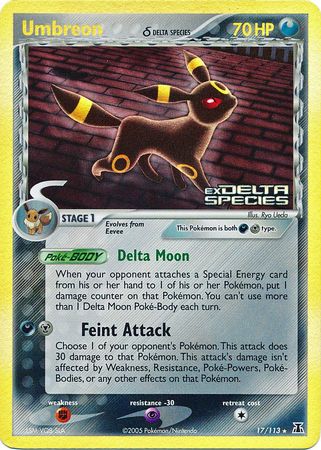 Umbreon δ DELTA SPECIES 70 HP
EX DELTA
SPECIES
Illus. Ryo Ueda
STAGE 1
Evolves from
Eevee
This Pokémon is both type.
Poké-BODY Delta Moon
When your opponent attaches a Special Energy card
from his or her hand to 1 of his or her Pokémon, put 1
damage counter on that Pokémon. You can't use more
than 1 Delta Moon Poké-Body each turn.
Feint Attack
Choose 1 of your opponent's Pokémon. This attack does
30 damage to that Pokémon. This attack's damage isn't
affected by Weakness, Resistance, Poké-Powers, Poké-
Bodies, or any other effects on that Pokémon.
weakness resistance -30 retreat cost
©2005 Pokémon/Nintendo
17/113 ★